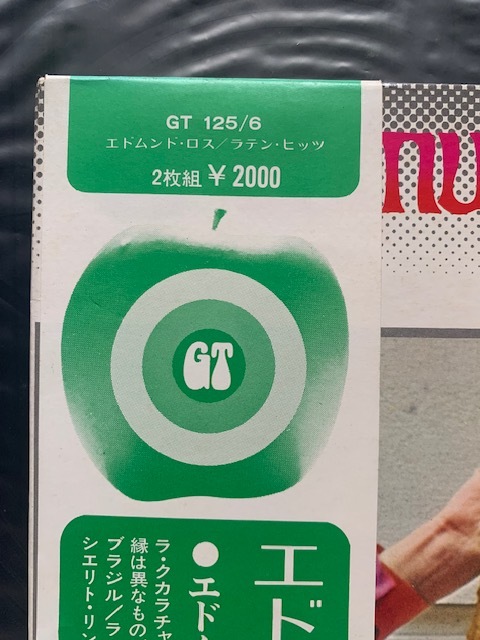 GT 125/6
エドムンド・ロス／ラテン・ヒッツ
2枚組 ¥2000
nu
GT
エド
●エド
ラ・クカラチャ
縁は異なもの
ブラジル／ラ
シエリト・リン